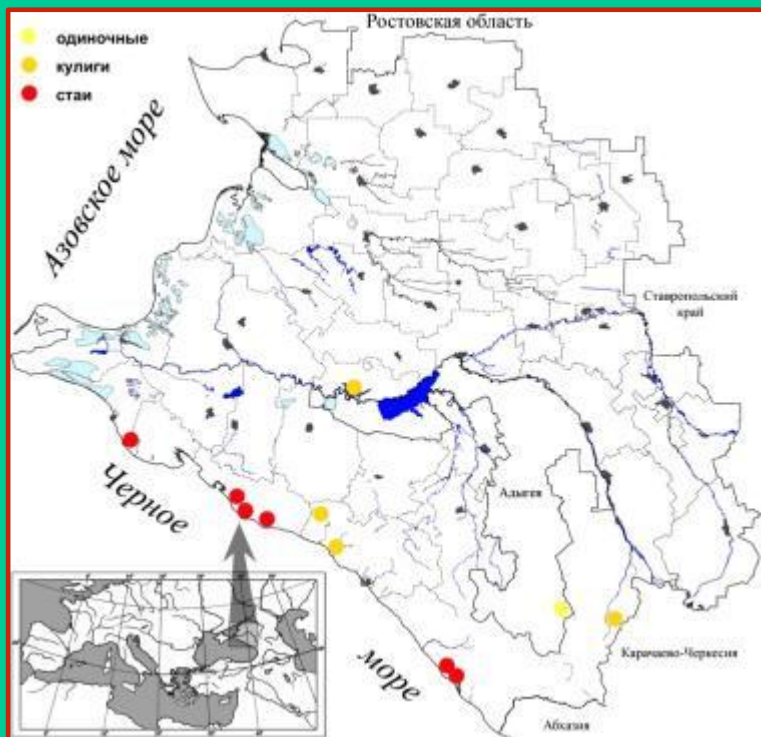 Ростовская область
одиночные
кулиги
стаи
Азовское море
Ставропольский
край
Черное
Адыгея
море
Карачаево-Черкесия
Абхазия